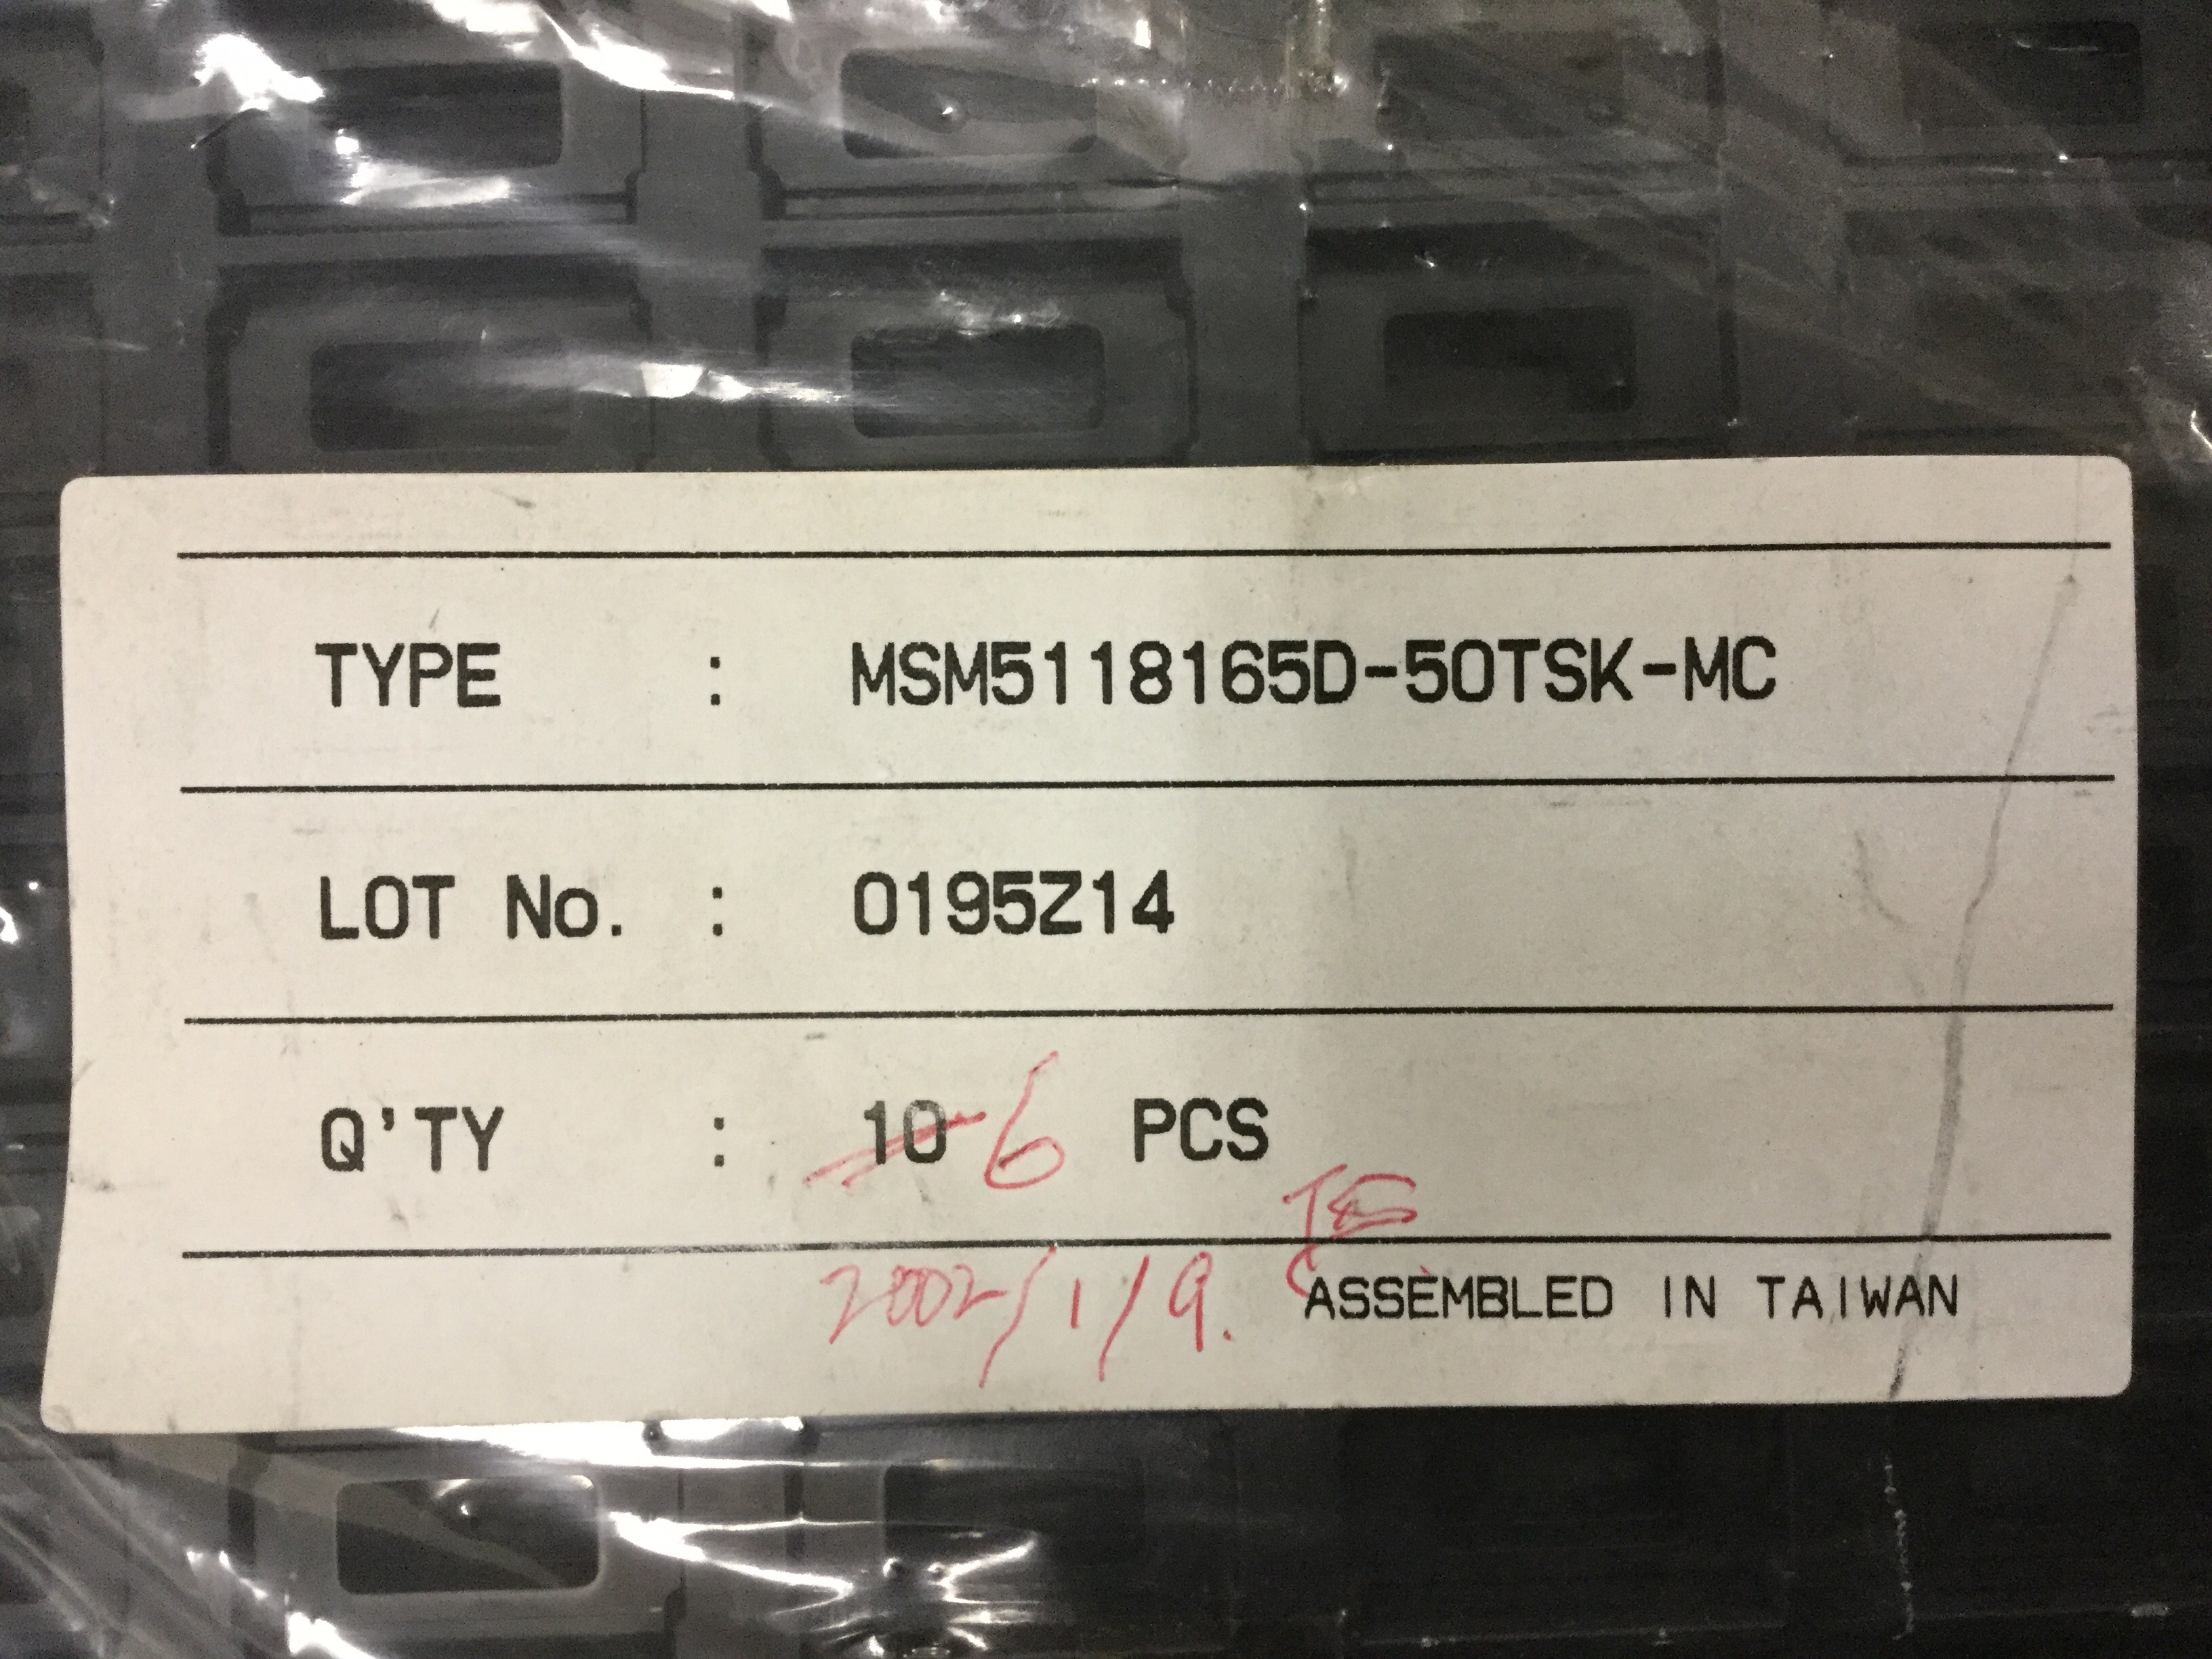 TYPE : MSM5118165D-50TSK-MC
LOT No. : 0195Z14
Q'TY : 10 6 PCS
2002/1/9.
ASSEMBLED IN TAIWAN